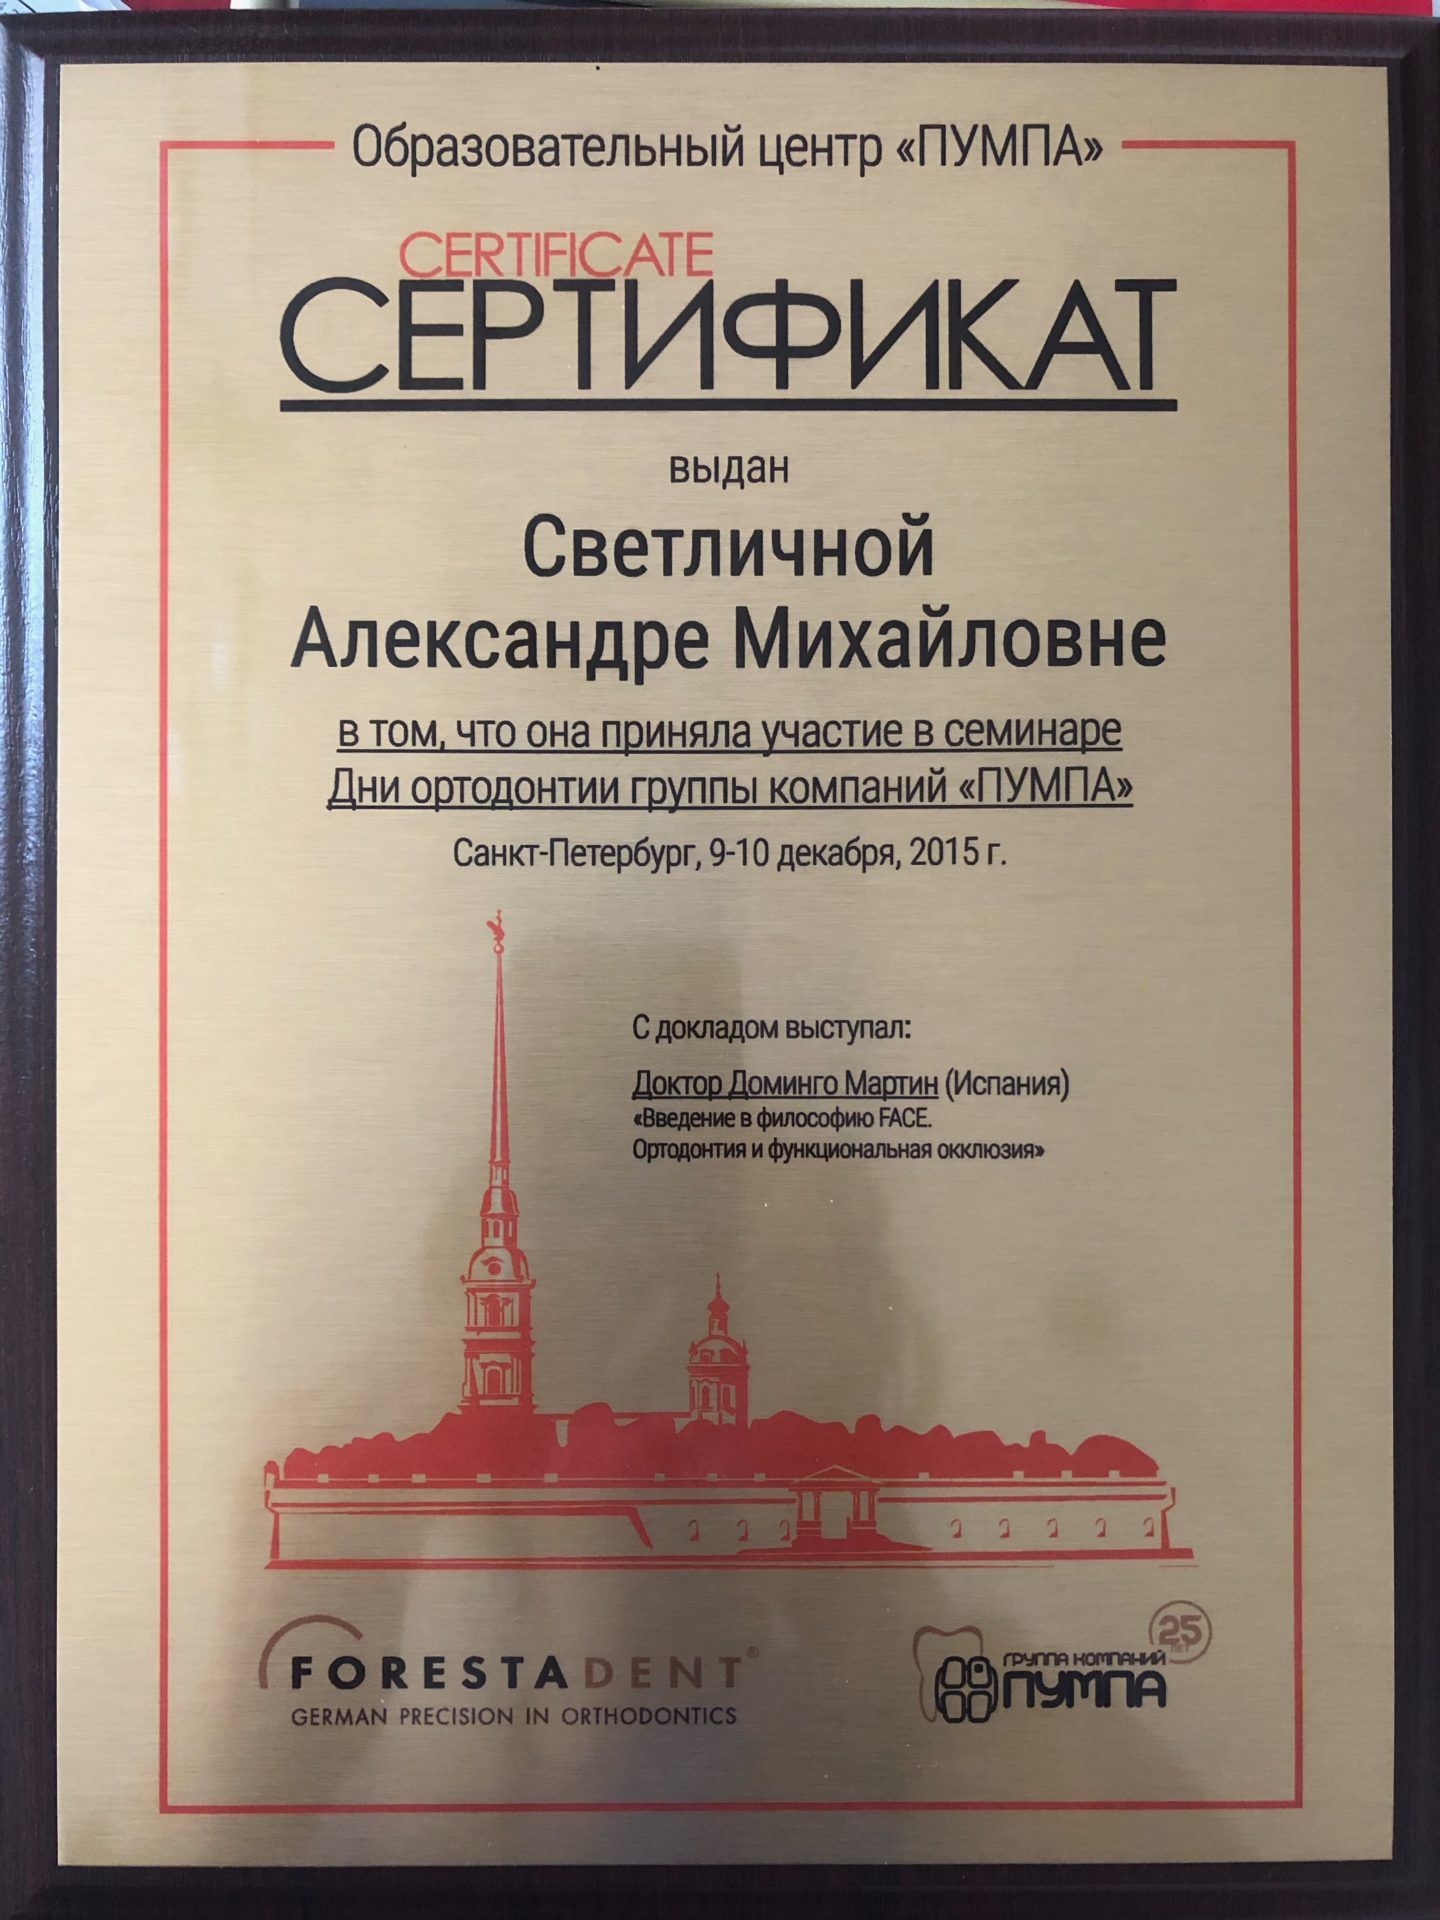 Образовательный центр «ПУМПА»
CERTIFICATE
СЕРТИФИКАТ
выдан
Светличной
Александре Михайловне
в том, что она приняла участие в семинаре
Дни ортодонтии группы компаний «ПУМПА»
Санкт-Петербург, 9-10 декабря, 2015 г.
С докладом выступал:
Доктор Доминго Мартин (Испания)
«Введение в философию FACE.
Ортодонтия и функциональная окклюзия»
FORESTADENT®
GERMAN PRECISION IN ORTHODONTICS
25
ЛЕТ
ГРУППА КОМПАНИЙ
ПУМПА